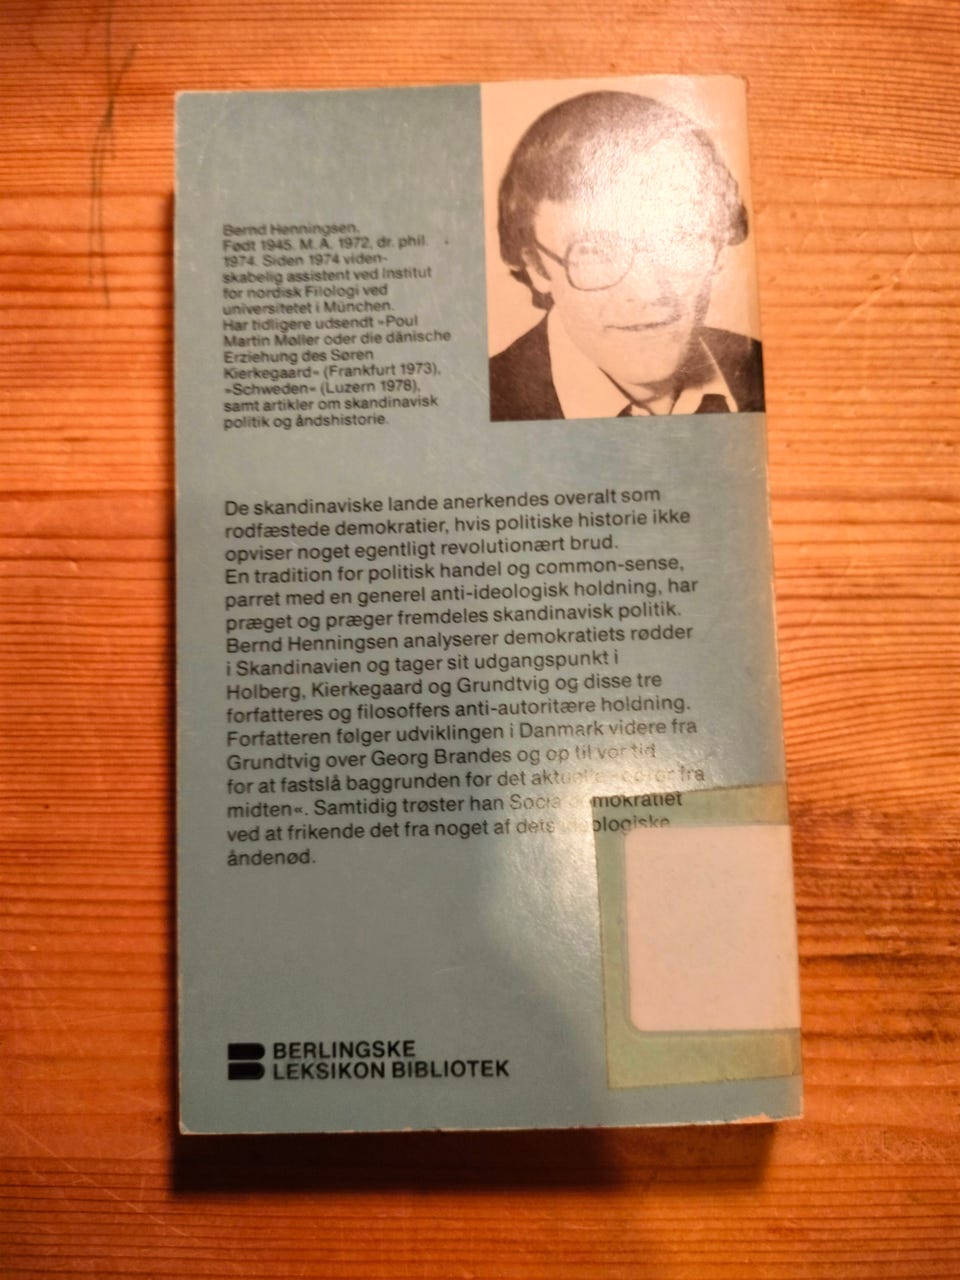 Bernd Henningsen.
Født 1945. M. A. 1972, dr. phil.
1974. Siden 1974 viden-
skabelig assistent ved Institut
for nordisk Filologi ved
universitetet i München.
Har tidligere udsendt »Poul
Martin Møller oder die dänische
Erziehung des Søren
Kierkegaard« (Frankfurt 1973),
»Schweden« (Luzern 1978),
samt artikler om skandinavisk
politik og åndshistorie.
De skandinaviske lande anerkendes overalt som
rodfæstede demokratier, hvis politiske historie ikke
opviser noget egentligt revolutionært brud.
En tradition for politisk handel og common-sense,
parret med en generel anti-ideologisk holdning, har
præget og præger fremdeles skandinavisk politik.
Bernd Henningsen analyserer demokratiets rødder
i Skandinavien og tager sit udgangspunkt i
Holberg, Kierkegaard og Grundtvig og disse tre
forfatteres og filosoffers anti-autoritære holdning.
Forfatteren følger udviklingen i Danmark videre fra
Grundtvig over Georg Brandes og op til vor tid
for at fastslå baggrunden for det aktuelle »oprør fra
midten«. Samtidig trøster han Socialdemokratiet
ved at frikende det fra noget af dets ideologiske
åndenød.
BERLINGSKE
LEKSIKON BIBLIOTEK